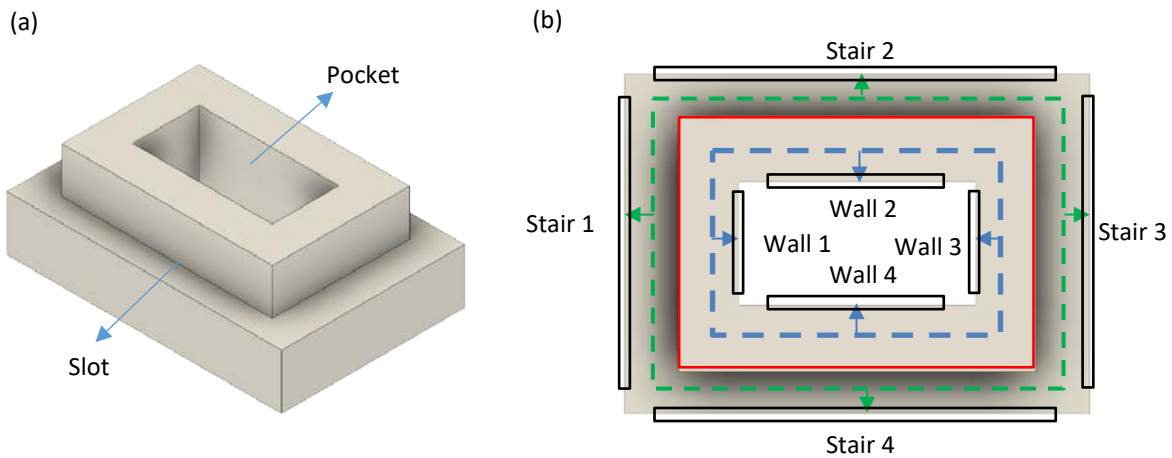 (a)
Pocket
Slot
(b)
Stair 2
Stair 1
Wall 2
Wall 1
Wall 3
Wall 4
Stair 3
Stair 4